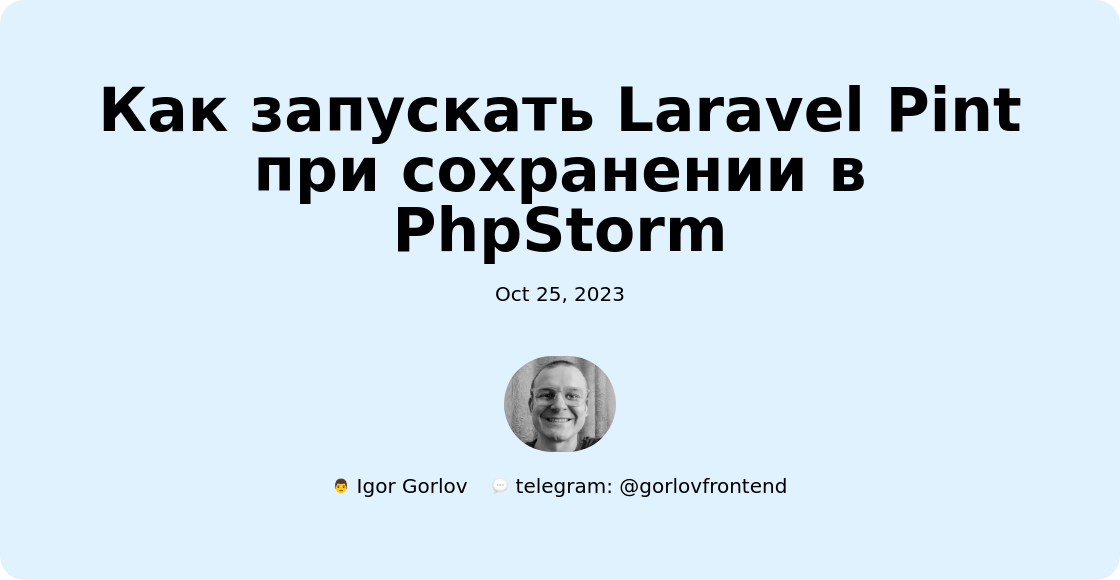 Как запускать Laravel Pint
при сохранении в
PhpStorm
Oct 25, 2023
👨 Igor Gorlov 💬 telegram: @gorlovfrontend